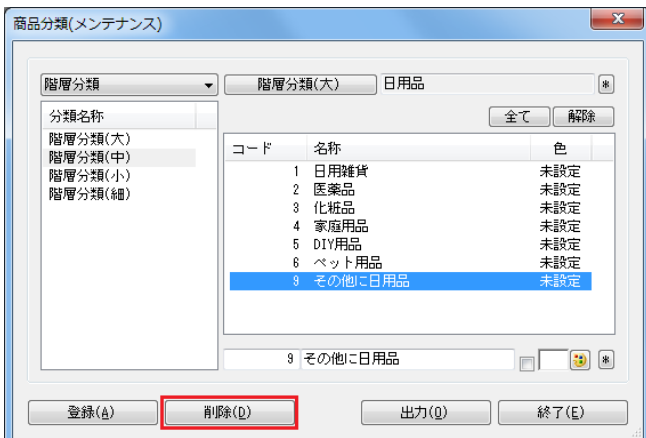 商品分類(メンテナンス)
階層分類 階層分類(大) 日用品 *
分類名称 全て 解除
階層分類(大)
階層分類(中)
階層分類(小)
階層分類(細)
コード 名称 色
1 日用雑貨 未設定
2 医薬品 未設定
3 化粧品 未設定
4 家庭用品 未設定
5 DIY用品 未設定
6 ペット用品 未設定
9 その他に日用品 未設定
9 その他に日用品 *
登録(A) 削除(D) 出力(O) 終了(E)